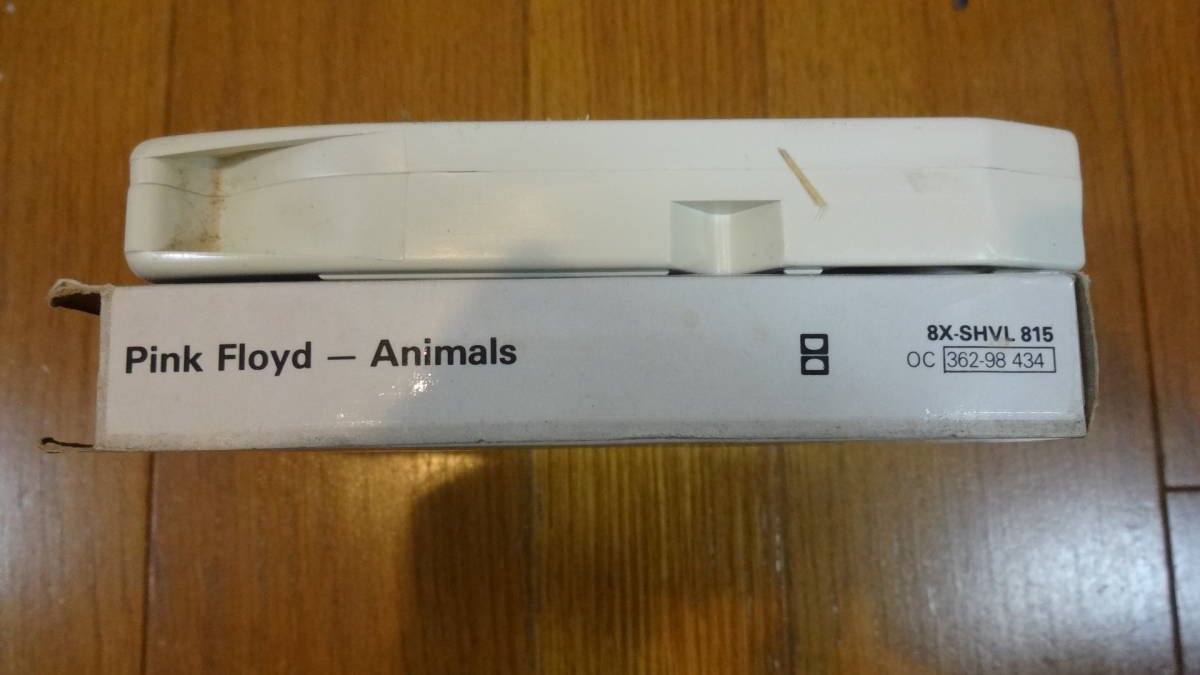 Pink Floyd — Animals
8X-SHVL 815
OC 362-98 434